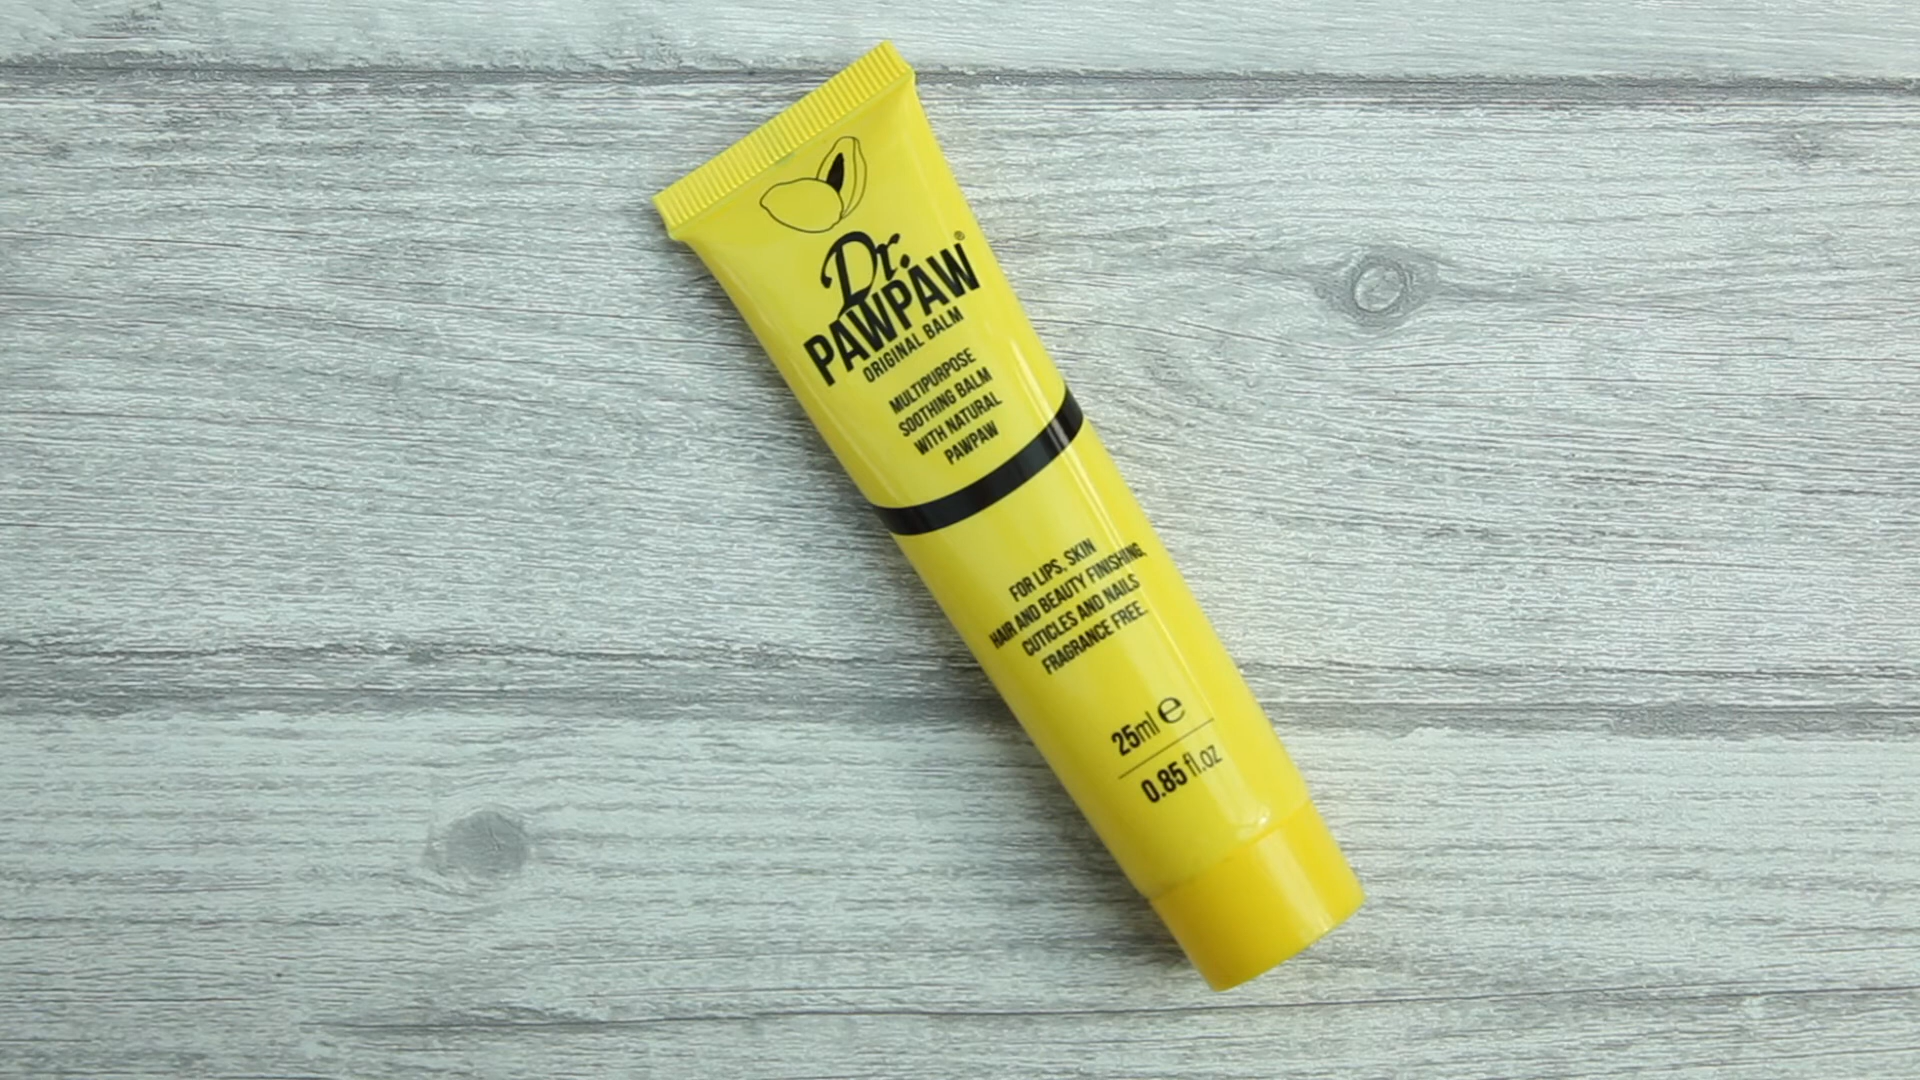 Dr.
PAWPAW®
ORIGINAL BALM
MULTIPURPOSE
SOOTHING BALM
WITH NATURAL
PAWPAW
FOR LIPS, SKIN
HAIR AND BEAUTY FINISHING,
CUTICLES AND NAILS
FRAGRANCE FREE.
25ml ℮
0.85 fl.oz